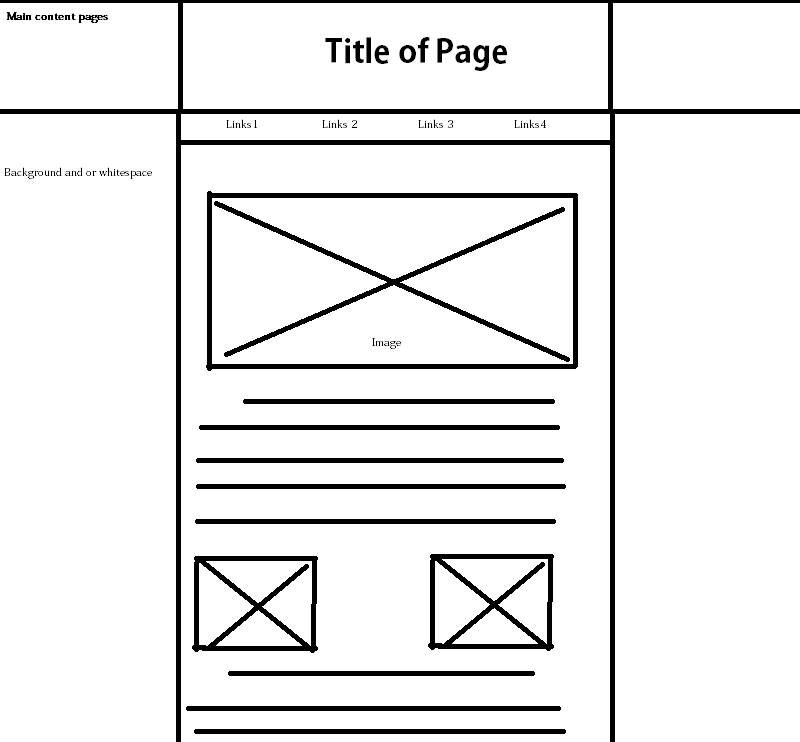 Main content pages
Title of Page
Links1 Links 2 Links 3 Links4
Background and or whitespace
Image